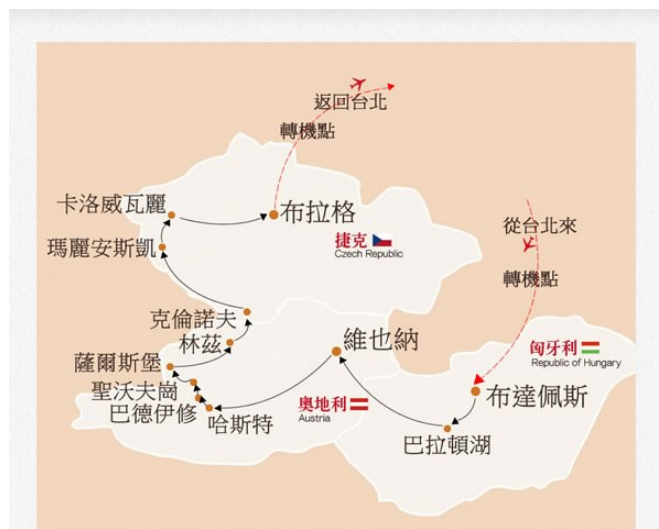 返回台北
轉機點
卡洛威瓦麗
布拉格
從台北來
捷克
Czech Republic
瑪麗安斯凱
轉機點
克倫諾夫
林茲
維也納
匈牙利
Republic of Hungary
薩爾斯堡
聖沃夫崗
布達佩斯
奧地利
Austria
巴德伊修
哈斯特
巴拉頓湖